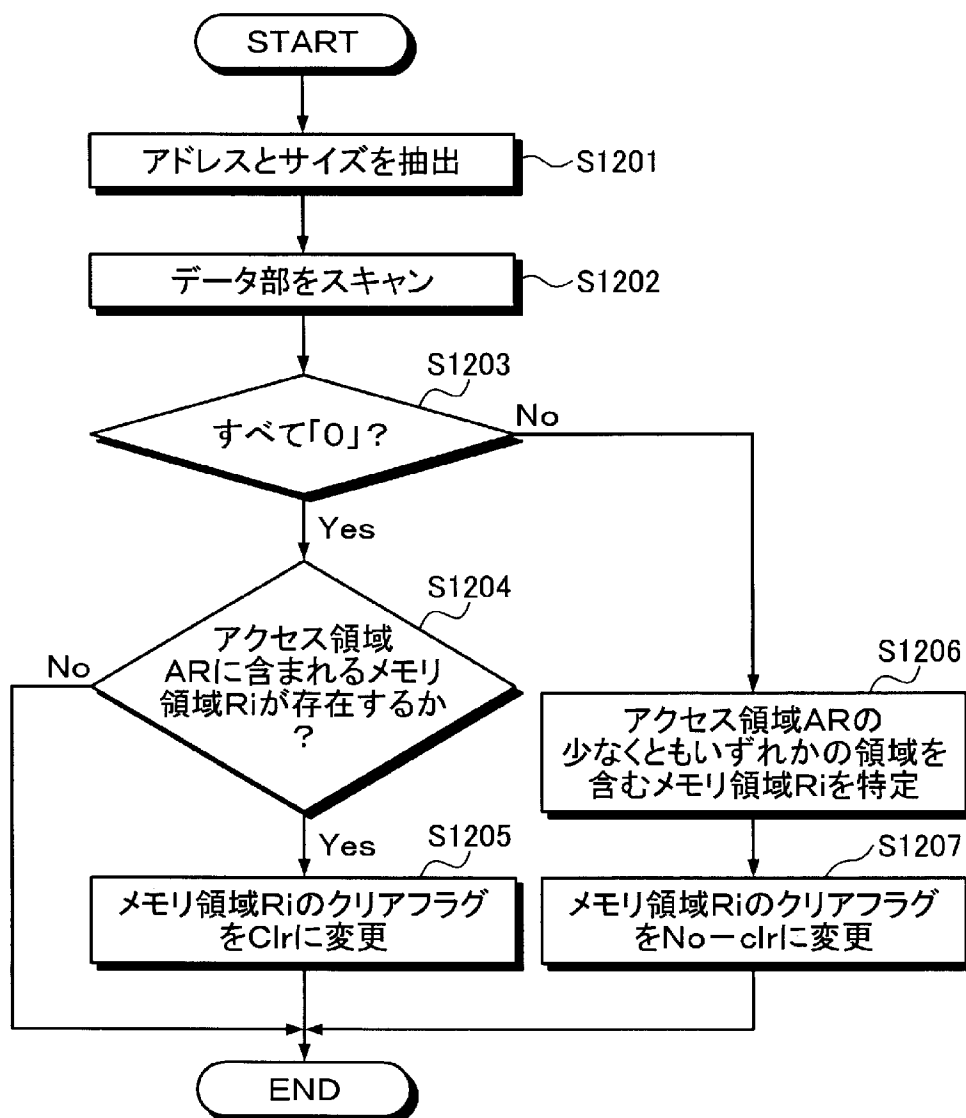 START
アドレスとサイズを抽出
S1201
データ部をスキャン
S1202
S1203
すべて「0」?
No
Yes
S1204
アクセス領域
ARに含まれるメモリ
領域Riが存在するか
?
No
Yes
S1205
メモリ領域Riのクリアフラグ
をClrに変更
S1206
アクセス領域ARの
少なくともいずれかの領域を
含むメモリ領域Riを特定
S1207
メモリ領域Riのクリアフラグ
をNo－clrに変更
END